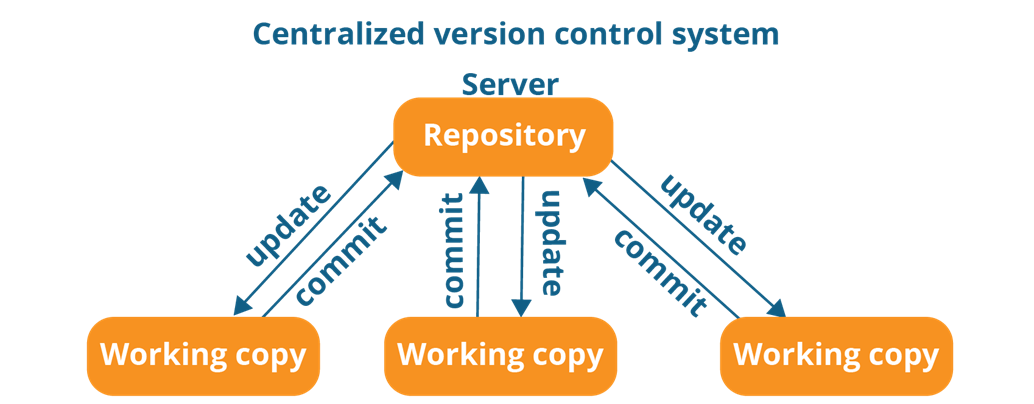 Centralized version control system
Server
Repository
update
commit
commit
update
update
commit
Working copy
Working copy
Working copy